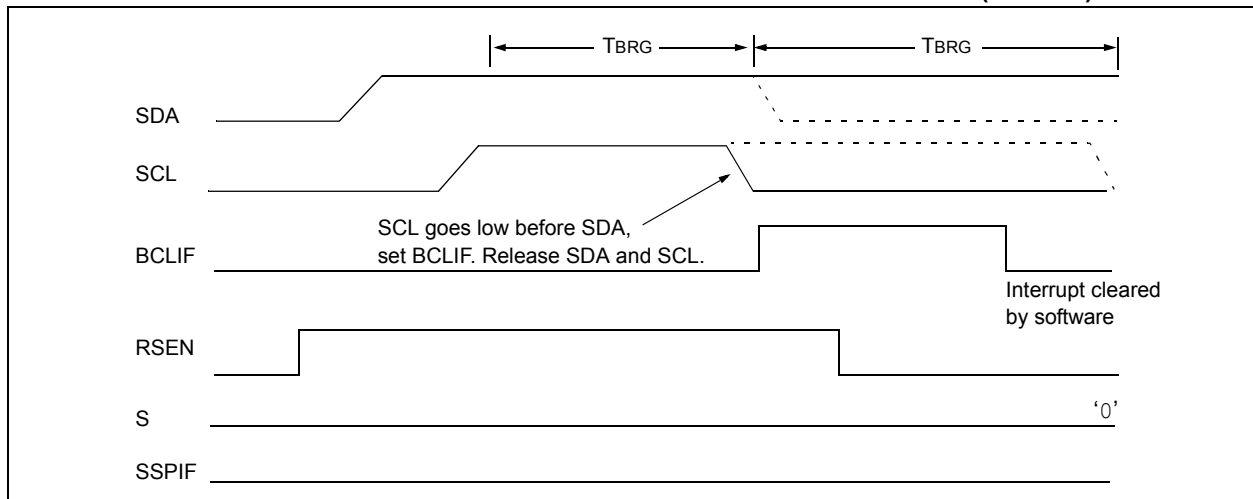 TBRG
TBRG
SDA
SCL
SCL goes low before SDA,
set BCLIF. Release SDA and SCL.
BCLIF
Interrupt cleared
by software
RSEN
S
‘0’
SSPIF